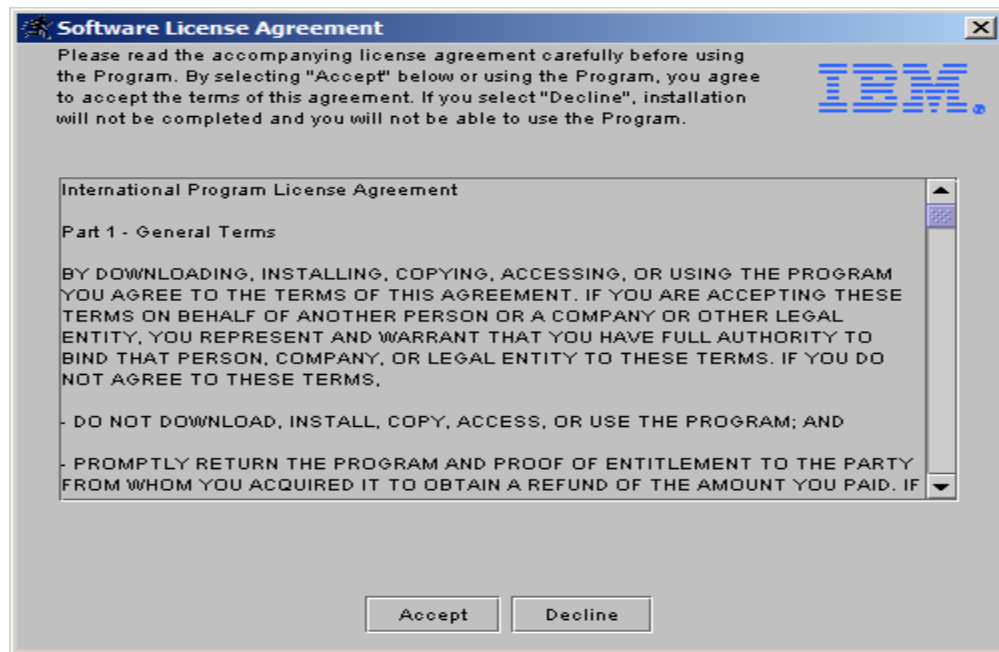 Software License Agreement
Please read the accompanying license agreement carefully before using
the Program. By selecting "Accept" below or using the Program, you agree
to accept the terms of this agreement. If you select "Decline", installation
will not be completed and you will not be able to use the Program.
IBM.
International Program License Agreement
Part 1 - General Terms
BY DOWNLOADING, INSTALLING, COPYING, ACCESSING, OR USING THE PROGRAM
YOU AGREE TO THE TERMS OF THIS AGREEMENT. IF YOU ARE ACCEPTING THESE
TERMS ON BEHALF OF ANOTHER PERSON OR A COMPANY OR OTHER LEGAL
ENTITY, YOU REPRESENT AND WARRANT THAT YOU HAVE FULL AUTHORITY TO
BIND THAT PERSON, COMPANY, OR LEGAL ENTITY TO THESE TERMS. IF YOU DO
NOT AGREE TO THESE TERMS,
- DO NOT DOWNLOAD, INSTALL, COPY, ACCESS, OR USE THE PROGRAM; AND
- PROMPTLY RETURN THE PROGRAM AND PROOF OF ENTITLEMENT TO THE PARTY
FROM WHOM YOU ACQUIRED IT TO OBTAIN A REFUND OF THE AMOUNT YOU PAID. IF
Accept Decline